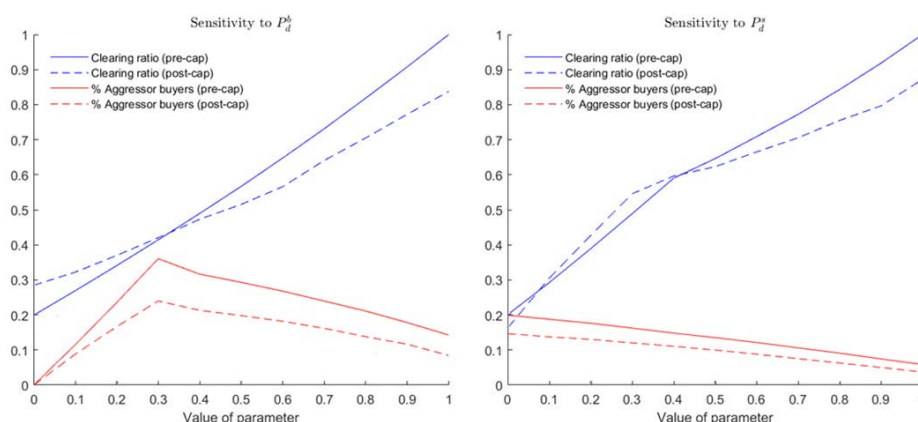 Sensitivity to P_d^b
1
0.9
0.8
0.7
0.6
0.5
0.4
0.3
0.2
0.1
0
Clearing ratio (pre-cap)
Clearing ratio (post-cap)
% Aggressor buyers (pre-cap)
% Aggressor buyers (post-cap)
0 0.1 0.2 0.3 0.4 0.5 0.6 0.7 0.8 0.9 1
Value of parameter
Sensitivity to P_d^s
1
0.9
0.8
0.7
0.6
0.5
0.4
0.3
0.2
0.1
0
Clearing ratio (pre-cap)
Clearing ratio (post-cap)
% Aggressor buyers (pre-cap)
% Aggressor buyers (post-cap)
0 0.1 0.2 0.3 0.4 0.5 0.6 0.7 0.8 0.9 1
Value of parameter